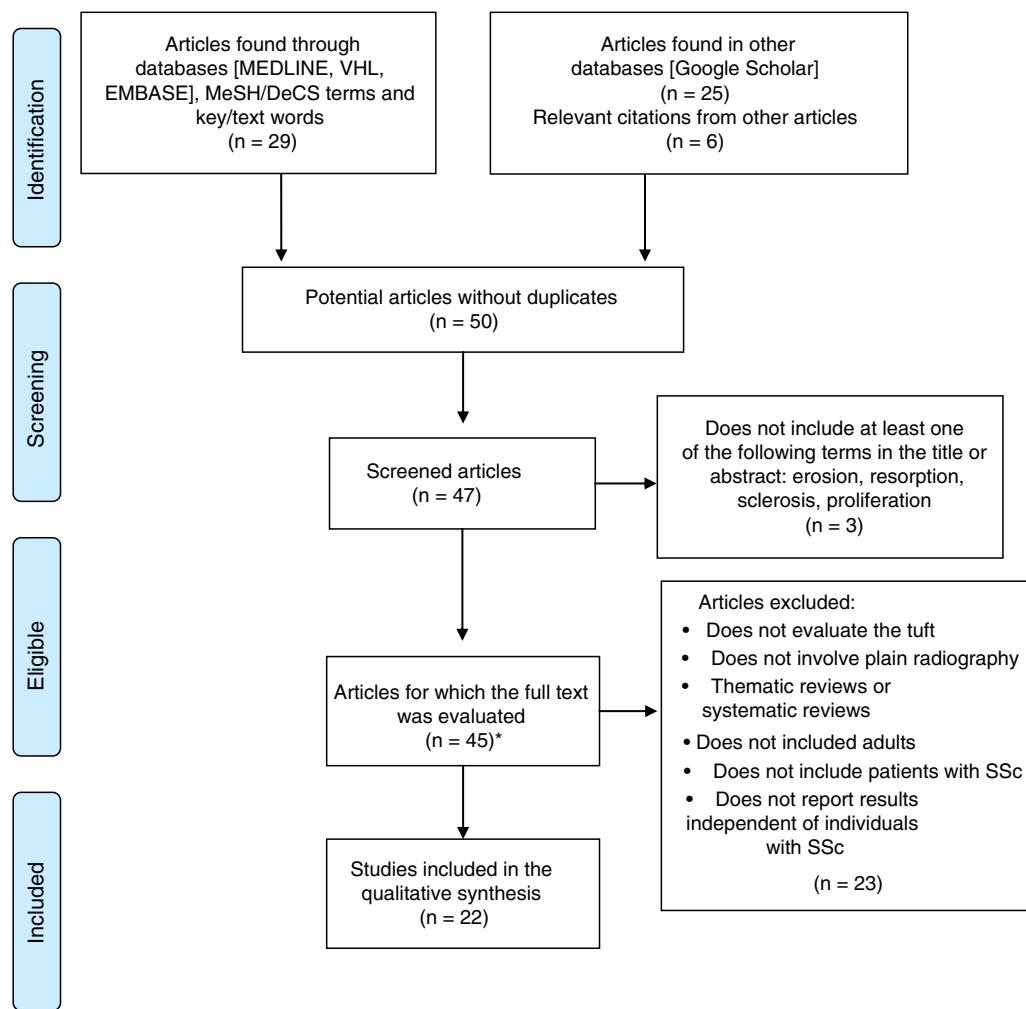 Identification
Articles found through
databases [MEDLINE, VHL,
EMBASE], MeSH/DeCS terms and
key/text words
(n = 29)
Articles found in other
databases [Google Scholar]
(n = 25)
Relevant citations from other articles
(n = 6)
Screening
Potential articles without duplicates
(n = 50)
Screened articles
(n = 47)
Does not include at least one
of the following terms in the title or
abstract: erosion, resorption,
sclerosis, proliferation
(n = 3)
Eligible
Articles for which the full text
was evaluated
(n = 45)*
Articles excluded:
• Does not evaluate the tuft
• Does not involve plain radiography
• Thematic reviews or
systematic reviews
• Does not included adults
• Does not include patients with SSc
• Does not report results
independent of individuals
with SSc
(n = 23)
Included
Studies included in the
qualitative synthesis
(n = 22)